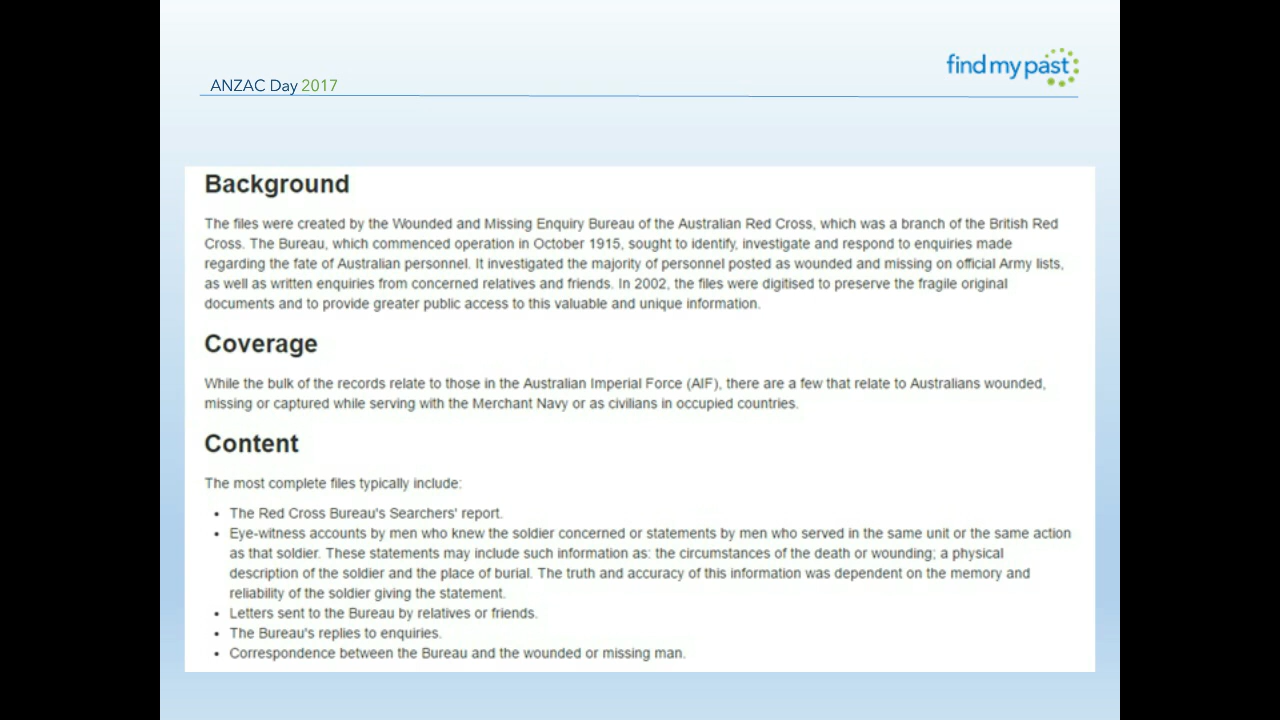 ANZAC Day 2017
findmypast
Background
The files were created by the Wounded and Missing Enquiry Bureau of the Australian Red Cross, which was a branch of the British Red
Cross. The Bureau, which commenced operation in October 1915, sought to identify, investigate and respond to enquiries made
regarding the fate of Australian personnel. It investigated the majority of personnel posted as wounded and missing on official Army lists,
as well as written enquiries from concerned relatives and friends. In 2002, the files were digitised to preserve the fragile original
documents and to provide greater public access to this valuable and unique information.
Coverage
While the bulk of the records relate to those in the Australian Imperial Force (AIF), there are a few that relate to Australians wounded,
missing or captured while serving with the Merchant Navy or as civilians in occupied countries.
Content
The most complete files typically include:
• The Red Cross Bureau's Searchers' report.
• Eye-witness accounts by men who knew the soldier concerned or statements by men who served in the same unit or the same action
as that soldier. These statements may include such information as: the circumstances of the death or wounding; a physical
description of the soldier and the place of burial. The truth and accuracy of this information was dependent on the memory and
reliability of the soldier giving the statement.
• Letters sent to the Bureau by relatives or friends.
• The Bureau's replies to enquiries.
• Correspondence between the Bureau and the wounded or missing man.